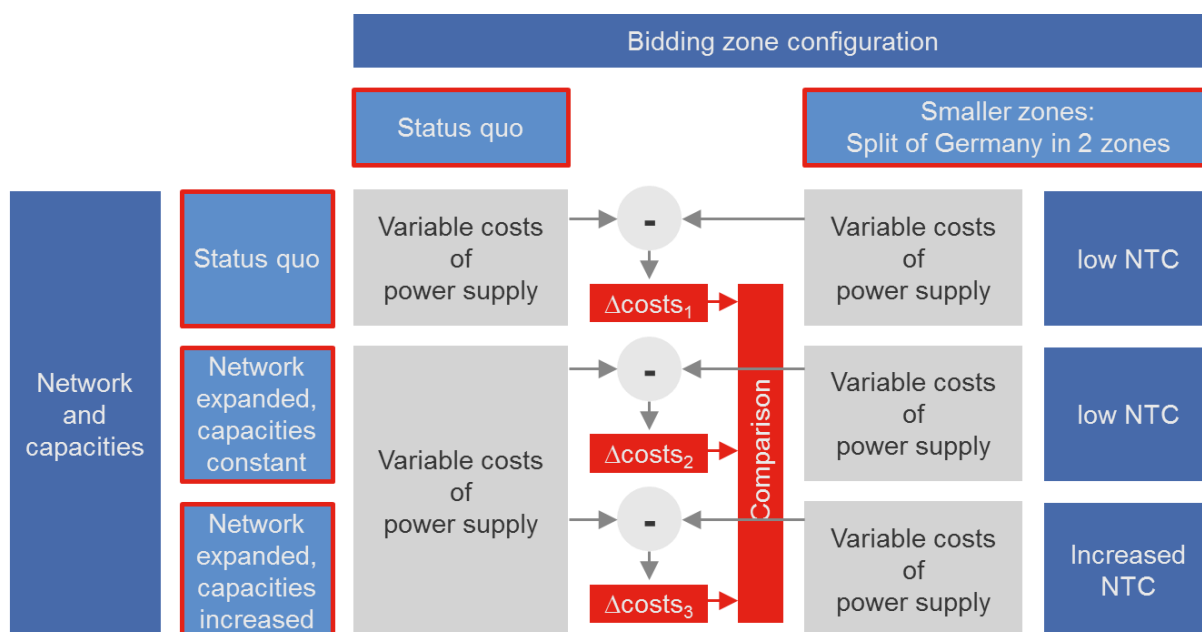 Bidding zone configuration
Status quo
Smaller zones:
Split of Germany in 2 zones
Network
and
capacities
Status quo
Variable costs
of
power supply
-
Δcosts₁
Variable costs
of
power supply
low NTC
Network
expanded,
capacities
constant
Variable costs
of
power supply
-
Δcosts₂
Comparison
Variable costs
of
power supply
low NTC
Network
expanded,
capacities
increased
-
Δcosts₃
Variable costs
of
power supply
Increased
NTC